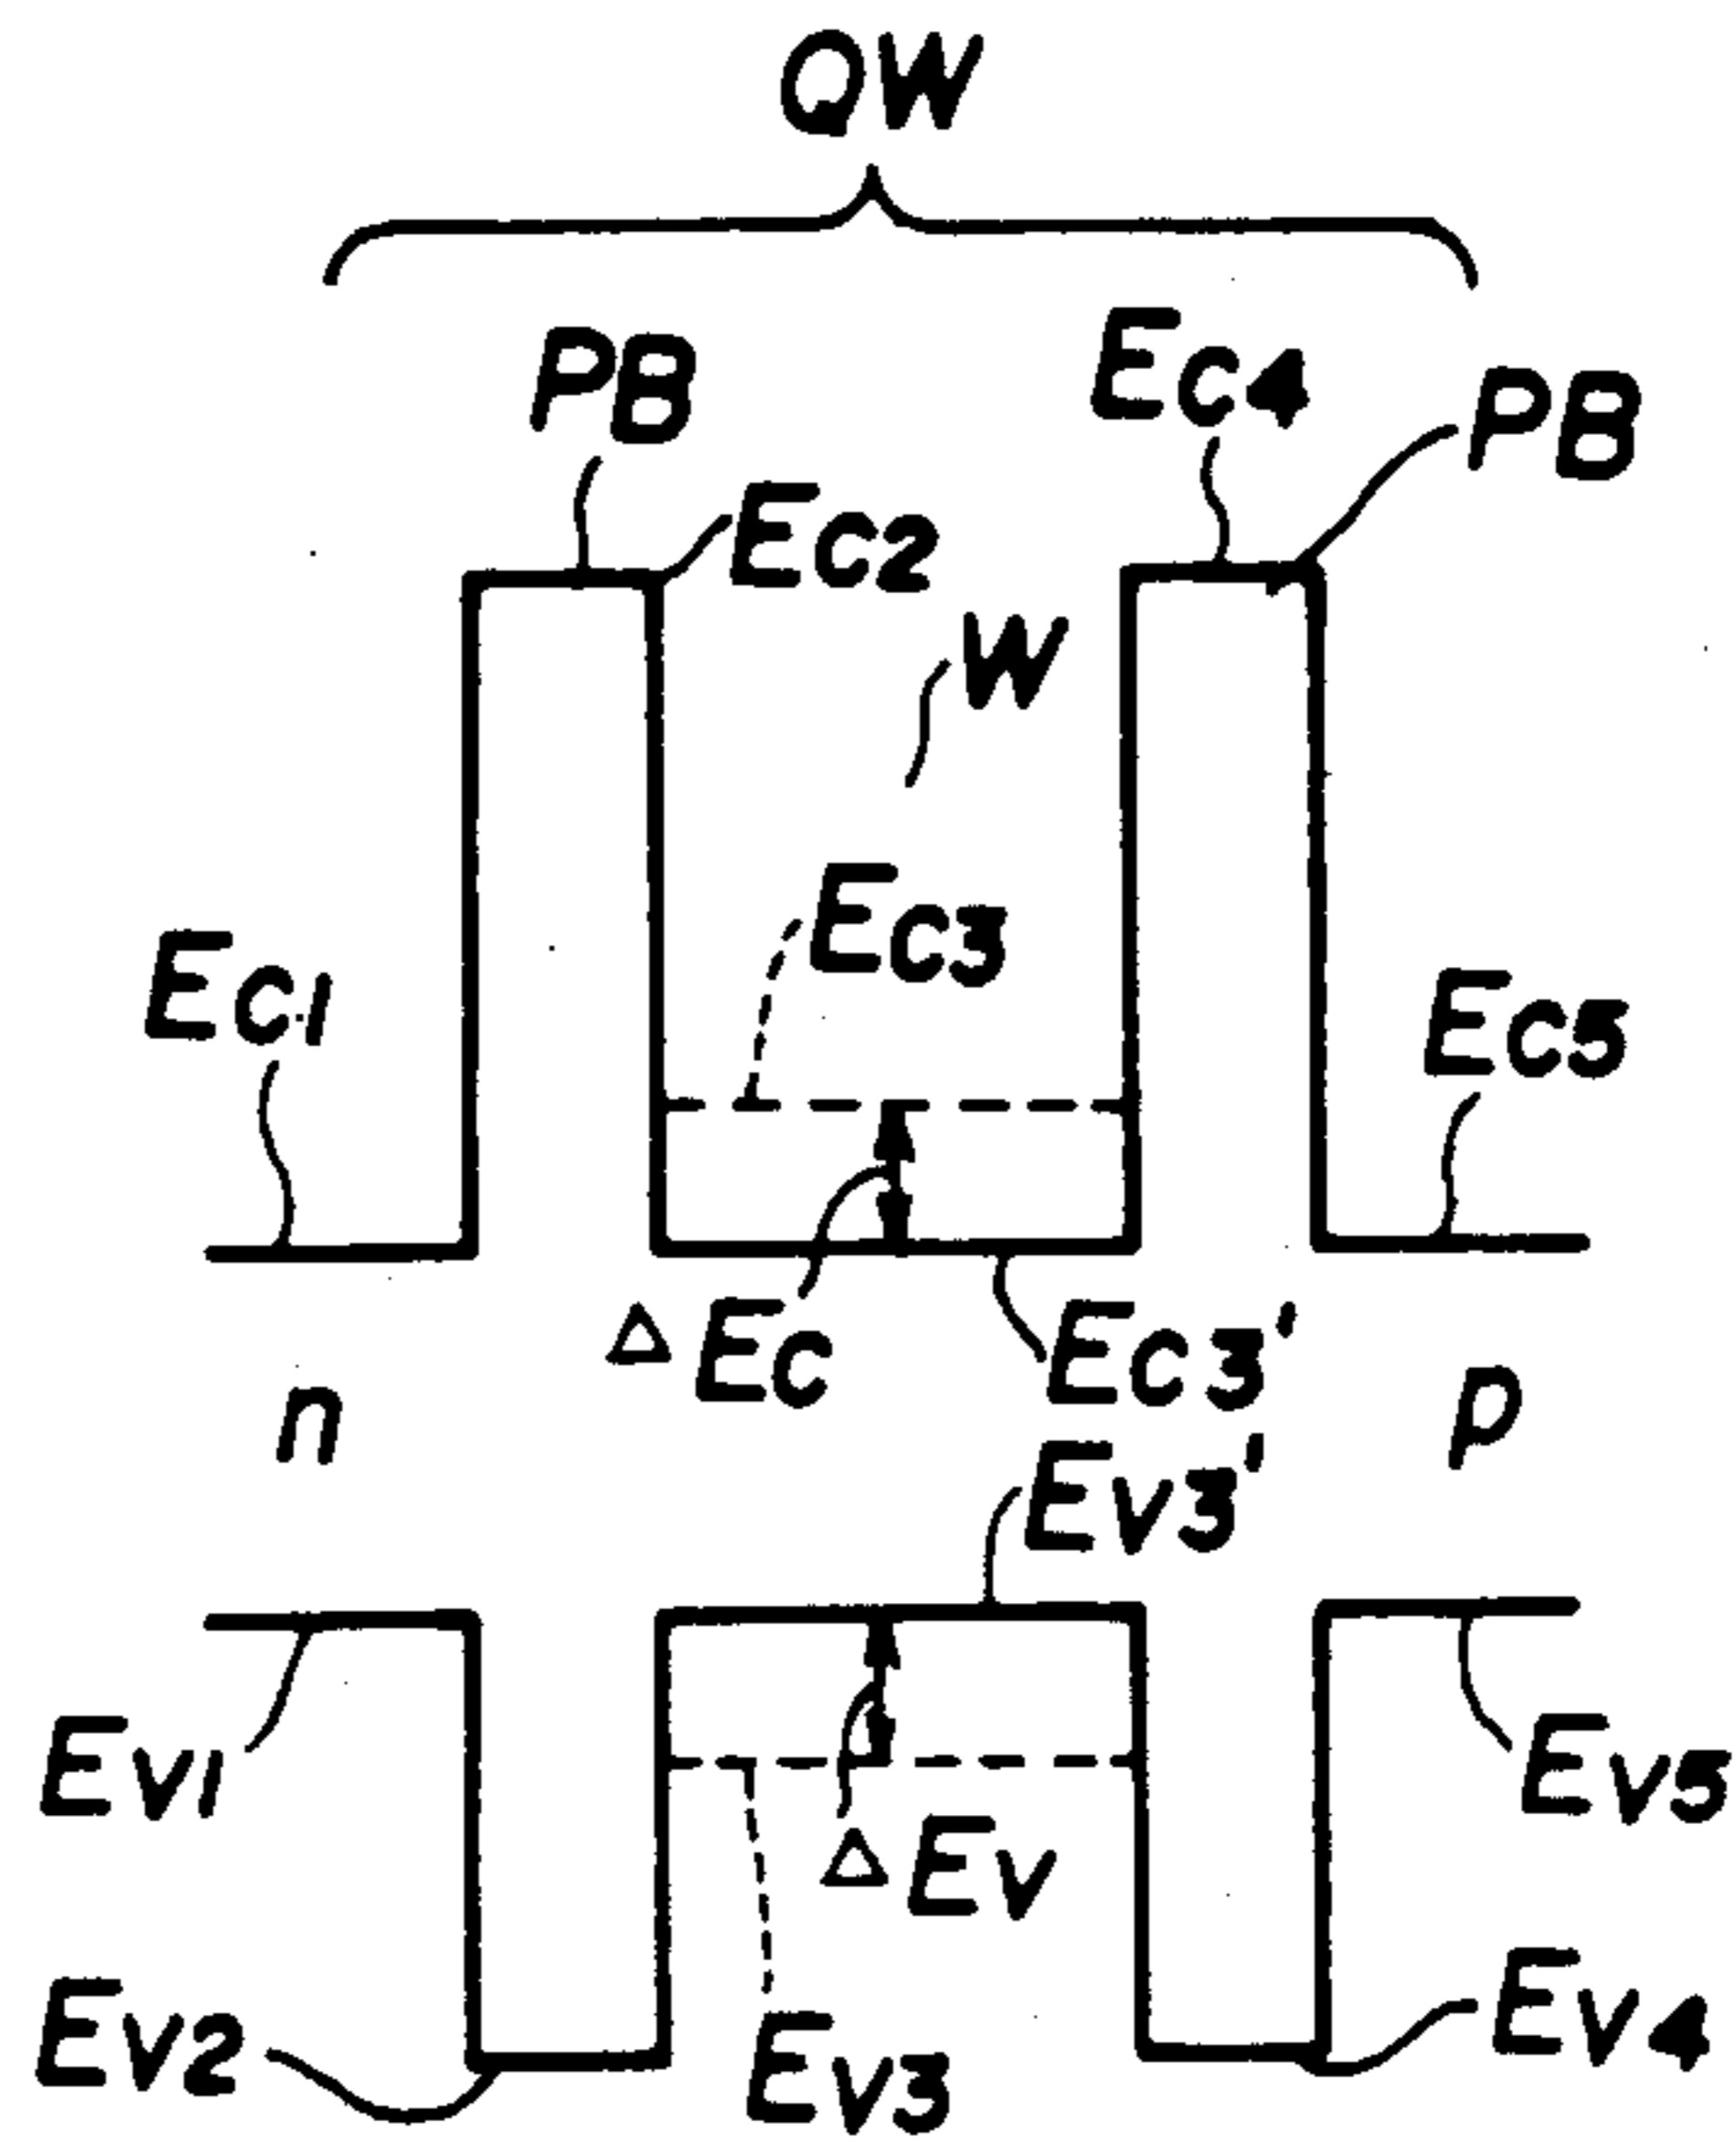 QW
PB
Ec4
PB
Ec2
W
Ec3
Ec1
Ec5
ΔEc
Ec3'
n
p
Ev3'
Ev1
Ev5
ΔEv
Ev2
Ev3
Ev4